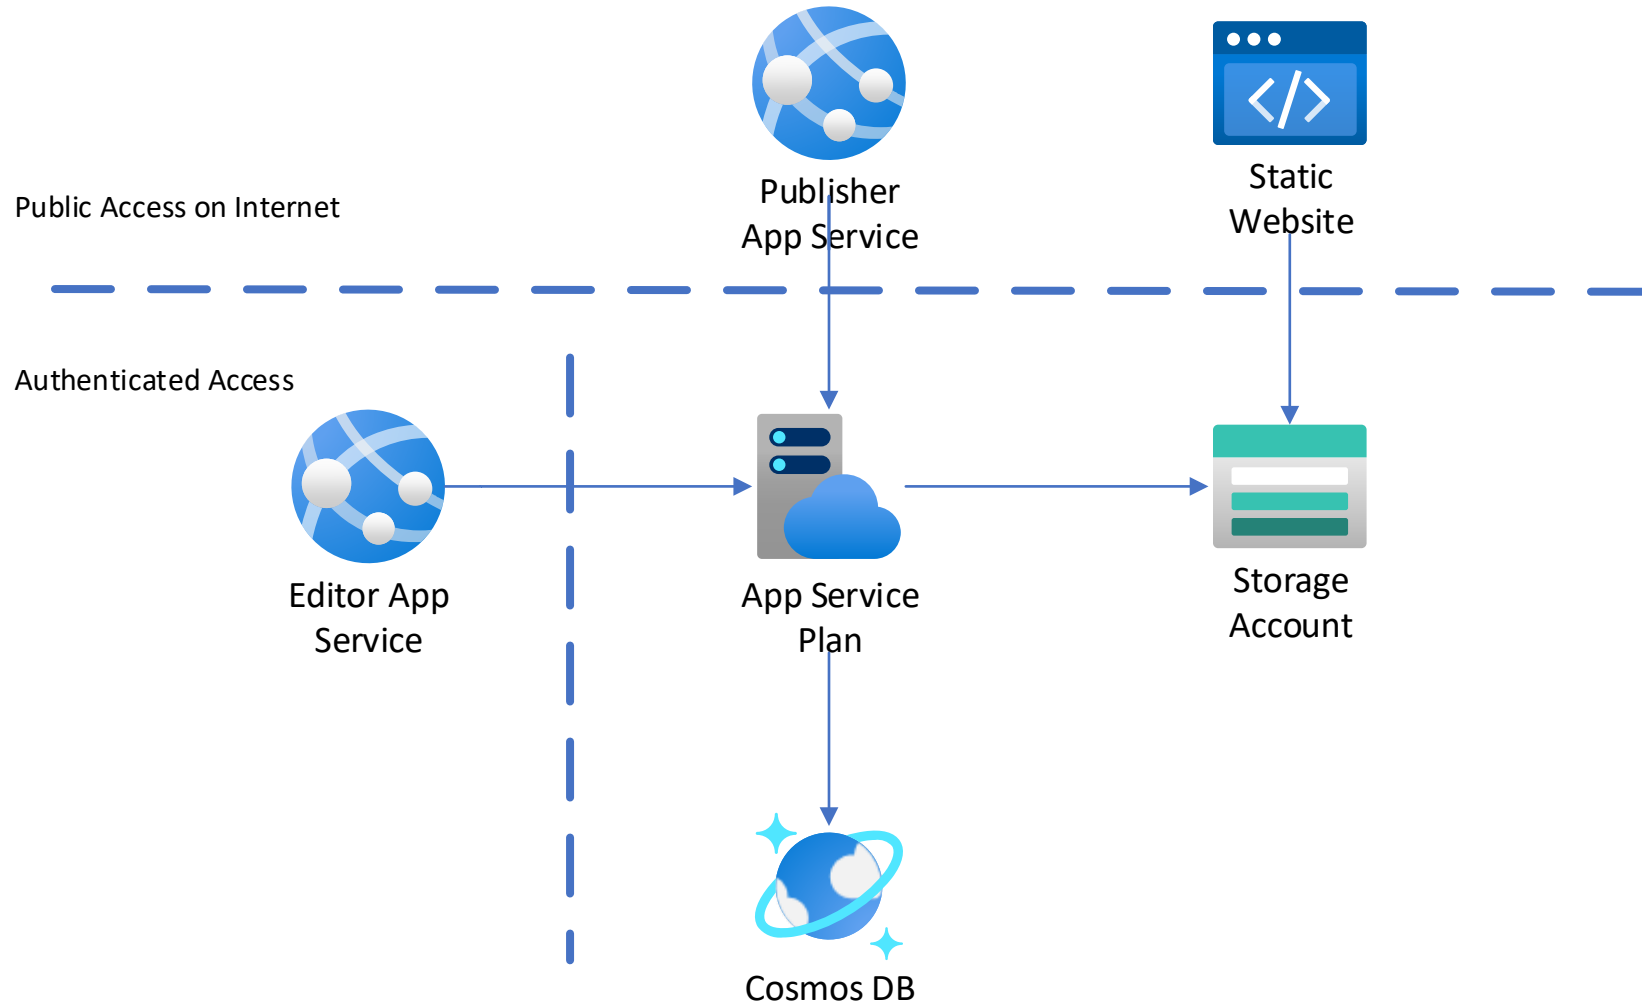 Publisher
App Service
Static
Website
Public Access on Internet
Authenticated Access
Editor App
Service
App Service
Plan
Storage
Account
Cosmos DB